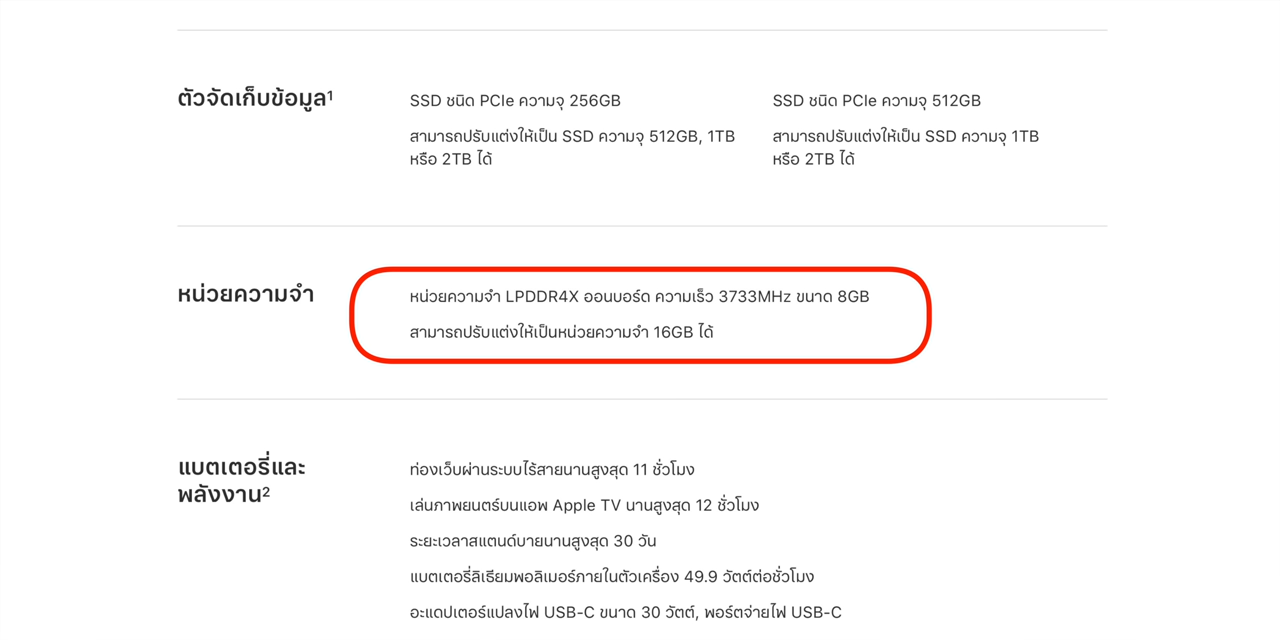 ตัวจัดเก็บข้อมูล¹
SSD ชนิด PCIe ความจุ 256GB
สามารถปรับแต่งให้เป็น SSD ความจุ 512GB, 1TB
หรือ 2TB ได้
SSD ชนิด PCIe ความจุ 512GB
สามารถปรับแต่งให้เป็น SSD ความจุ 1TB
หรือ 2TB ได้
หน่วยความจำ
หน่วยความจำ LPDDR4X ออนบอร์ด ความเร็ว 3733MHz ขนาด 8GB
สามารถปรับแต่งให้เป็นหน่วยความจำ 16GB ได้
แบตเตอรี่และ
พลังงาน²
ท่องเว็บผ่านระบบไร้สายนานสูงสุด 11 ชั่วโมง
เล่นภาพยนตร์บนแอพ Apple TV นานสูงสุด 12 ชั่วโมง
ระยะเวลาสแตนด์บายนานสูงสุด 30 วัน
แบตเตอรี่ลิเธียมพอลิเมอร์ภายในตัวเครื่อง 49.9 วัตต์ต่อชั่วโมง
อะแดปเตอร์แปลงไฟ USB-C ขนาด 30 วัตต์, พอร์ตจ่ายไฟ USB-C